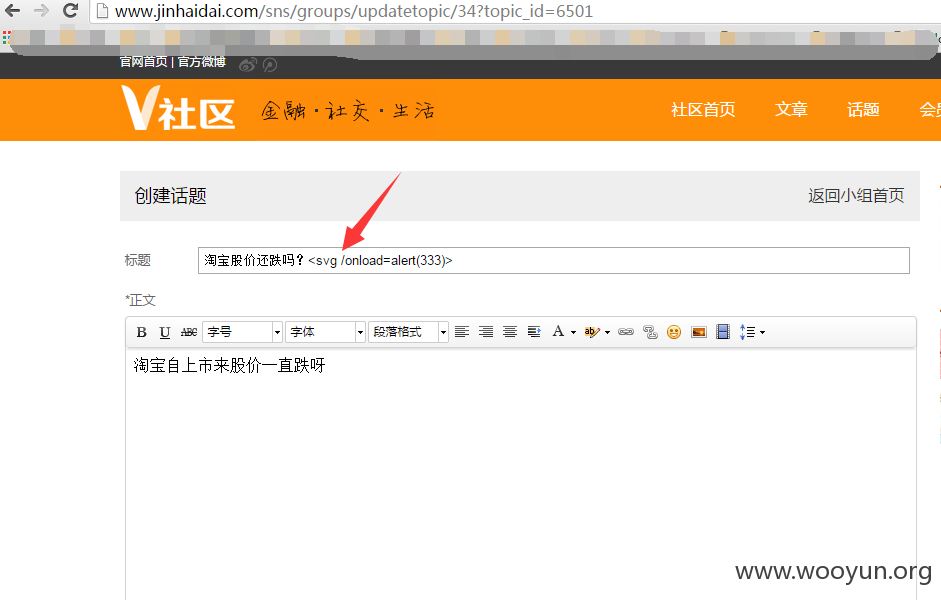 www.jinhaidai.com/sns/groups/updatetopic/34?topic_id=6501
官网首页 | 官方微博
V社区 金融·社交·生活 社区首页 文章 话题 会员
创建话题 返回小组首页
标题 淘宝股价还跌吗？<svg /onload=alert(333)>
*正文
B U ABC 字号 字体 段落格式 A ab
淘宝自上市来股价一直跌呀
www.wooyun.org